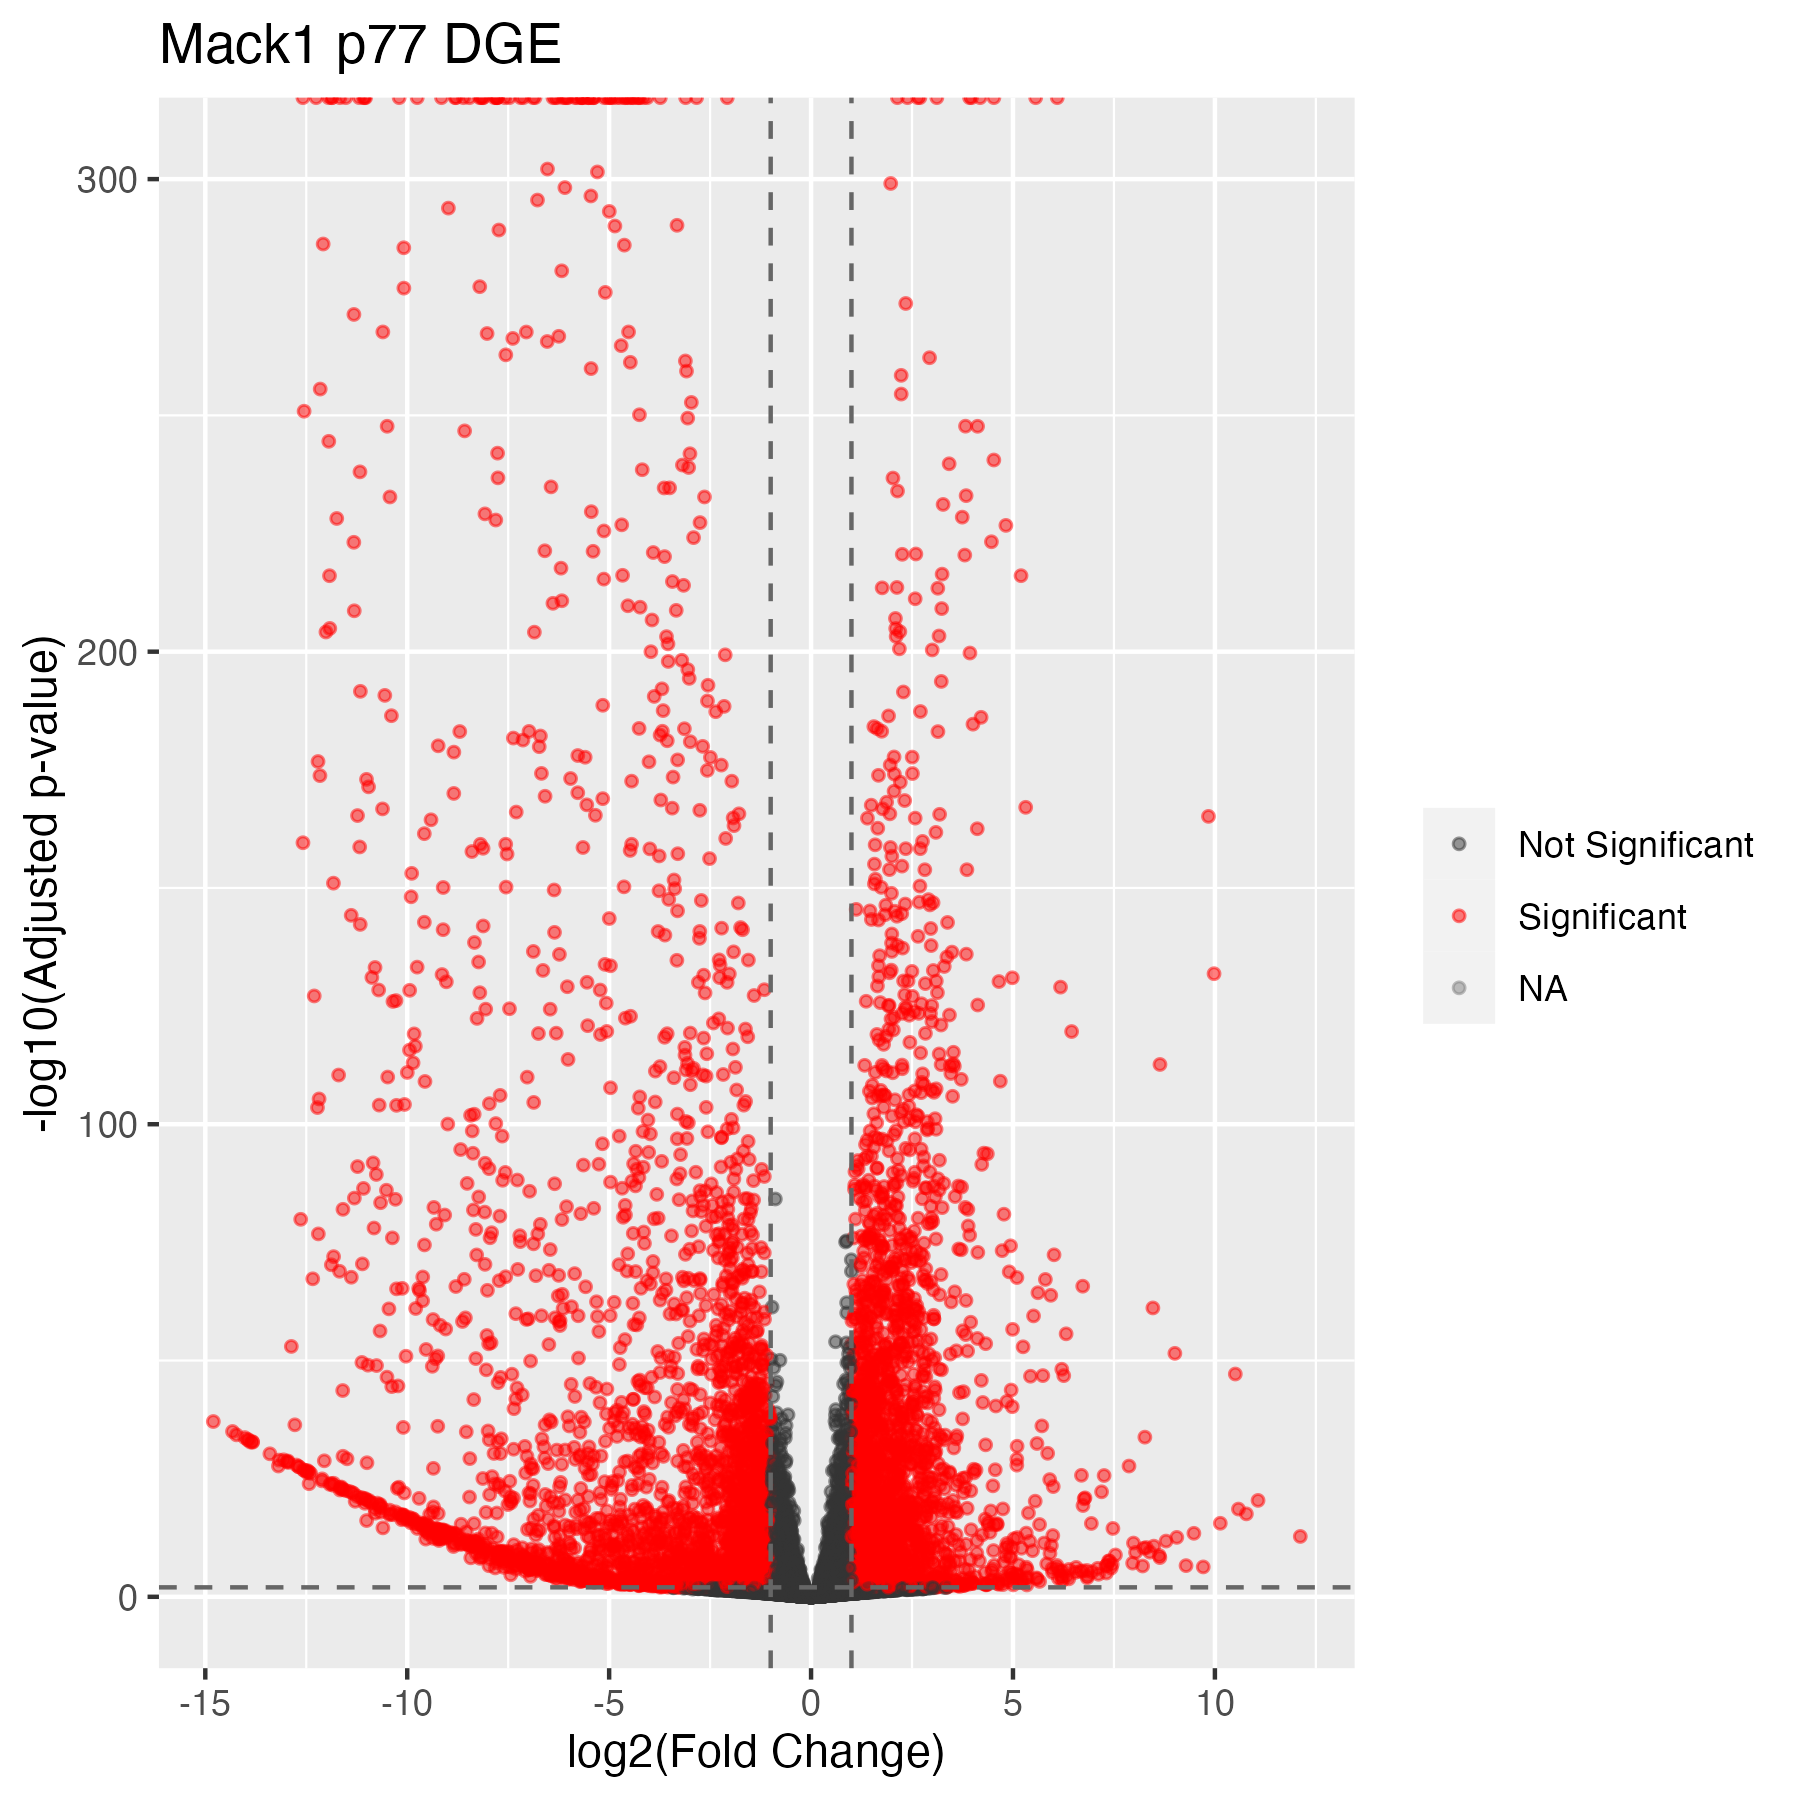 Mack1 p77 DGE
300
200
100
0
-log10(Adjusted p-value)
-15 -10 -5 0 5 10
log2(Fold Change)
Not Significant
Significant
NA